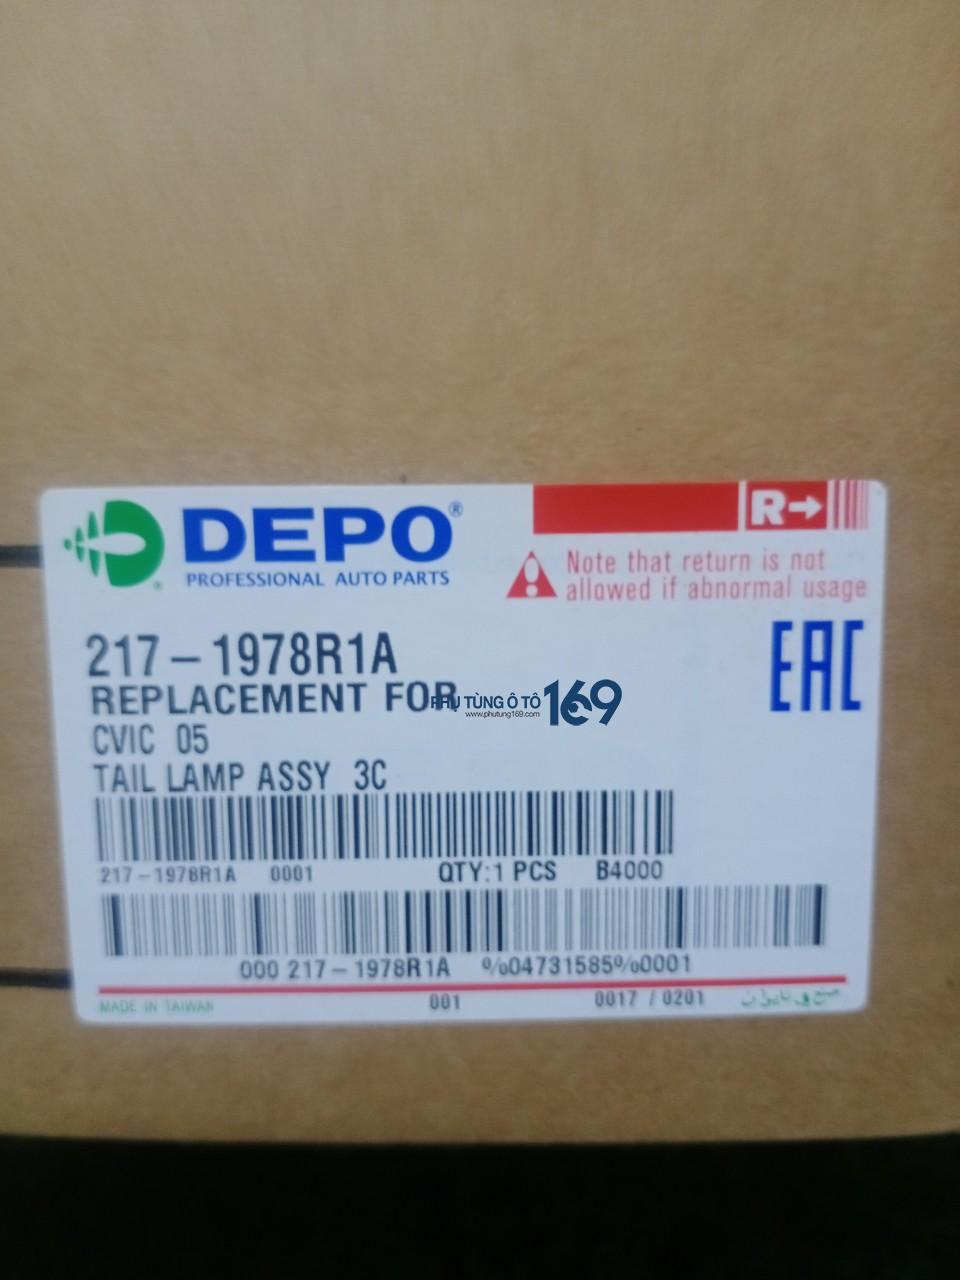 DEPO®
PROFESSIONAL AUTO PARTS
R→
Note that return is not
allowed if abnormal usage
217-1978R1A
EAC
REPLACEMENT FOR
PHỤ TÙNG Ô TÔ 169
www.phutung169.com
CVIC 05
TAIL LAMP ASSY 3C
217-1978R1A 0001 QTY:1 PCS B4000
000 217-1978R1A %04731585%0001
MADE IN TAIWAN 001 0017 / 0201